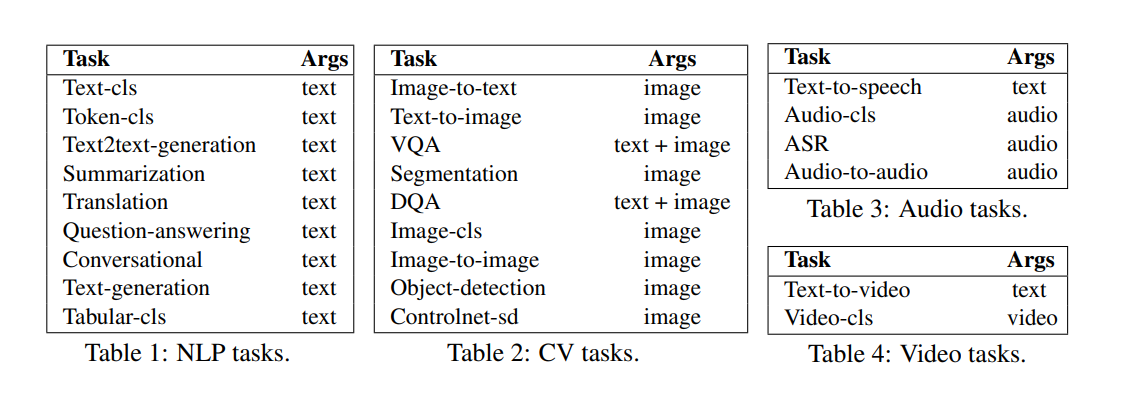 Task Args
Text-cls text
Token-cls text
Text2text-generation text
Summarization text
Translation text
Question-answering text
Conversational text
Text-generation text
Tabular-cls text
Table 1: NLP tasks.
Task Args
Image-to-text image
Text-to-image image
VQA text + image
Segmentation image
DQA text + image
Image-cls image
Image-to-image image
Object-detection image
Controlnet-sd image
Table 2: CV tasks.
Task Args
Text-to-speech text
Audio-cls audio
ASR audio
Audio-to-audio audio
Table 3: Audio tasks.
Task Args
Text-to-video text
Video-cls video
Table 4: Video tasks.